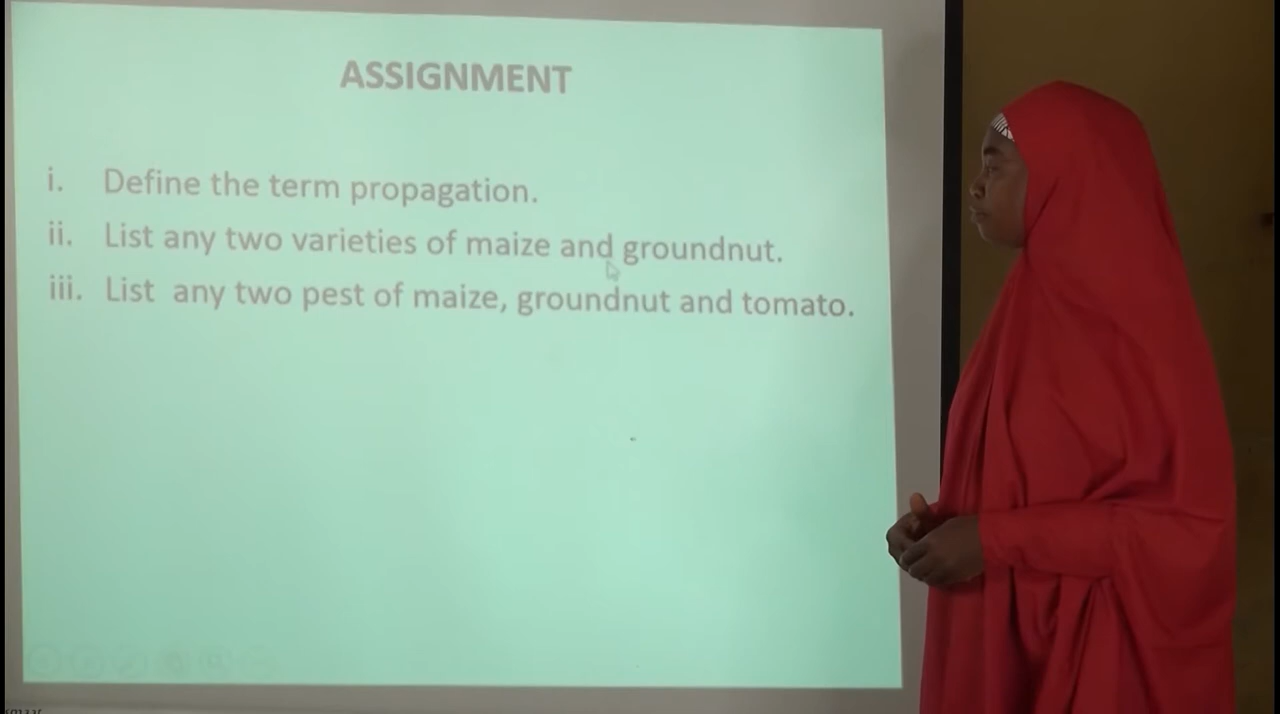 ASSIGNMENT
i. Define the term propagation.
ii. List any two varieties of maize and groundnut.
iii. List any two pest of maize, groundnut and tomato.